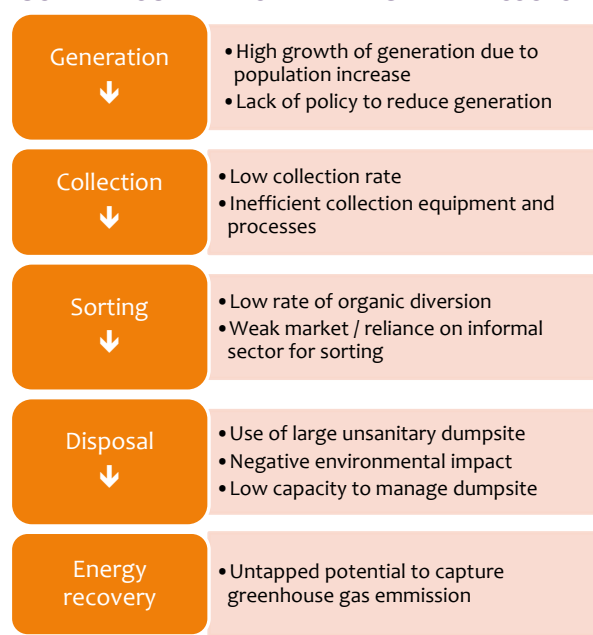 Generation
↓
•High growth of generation due to
population increase
•Lack of policy to reduce generation
Collection
↓
•Low collection rate
•Inefficient collection equipment and
processes
Sorting
↓
•Low rate of organic diversion
•Weak market / reliance on informal
sector for sorting
Disposal
↓
•Use of large unsanitary dumpsite
•Negative environmental impact
•Low capacity to manage dumpsite
Energy
recovery
•Untapped potential to capture
greenhouse gas emmission